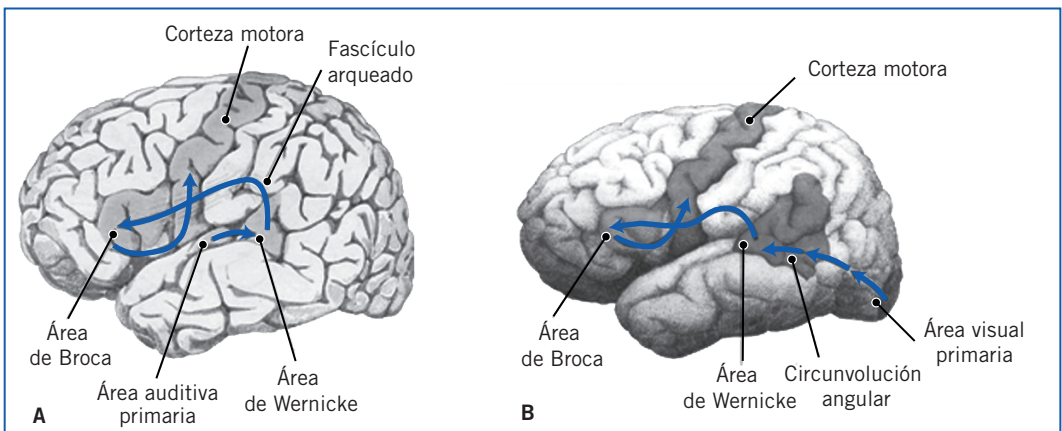 Corteza motora
Fascículo
arqueado
Área
de Broca
Área auditiva
primaria
Área
de Wernicke
A
Corteza motora
Área
de Broca
Área
de Wernicke
Circunvolución
angular
Área visual
primaria
B